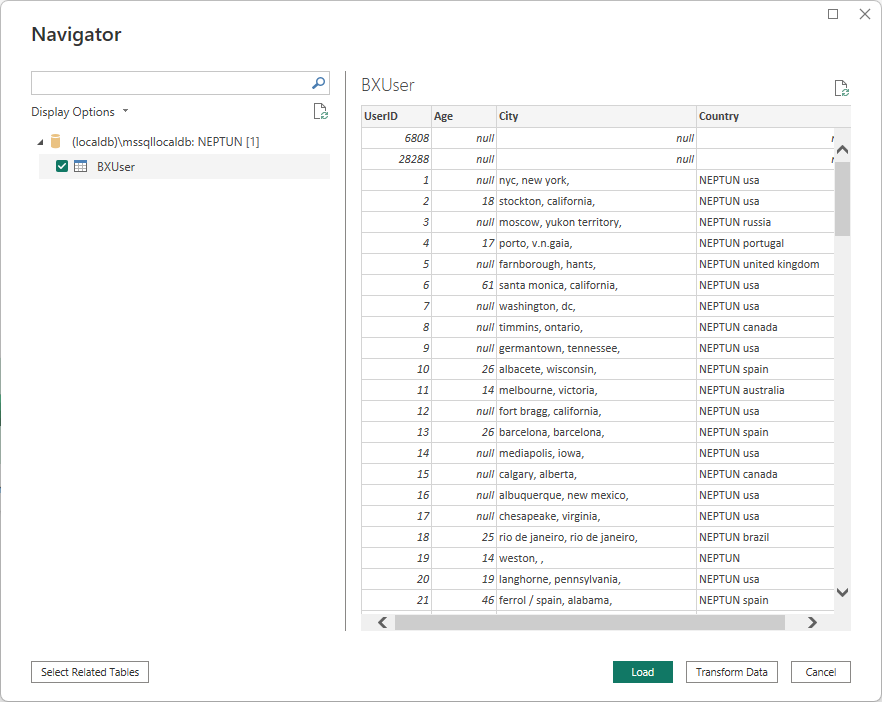 Navigator
Display Options
(localdb)\mssqllocaldb: NEPTUN [1]
BXUser
BXUser
UserID Age City Country
6808 null null
28288 null null
1 null nyc, new york, NEPTUN usa
2 18 stockton, california, NEPTUN usa
3 null moscow, yukon territory, NEPTUN russia
4 17 porto, v.n.gaia, NEPTUN portugal
5 null farnborough, hants, NEPTUN united kingdom
6 61 santa monica, california, NEPTUN usa
7 null washington, dc, NEPTUN usa
8 null timmins, ontario, NEPTUN canada
9 null germantown, tennessee, NEPTUN usa
10 26 albacete, wisconsin, NEPTUN spain
11 14 melbourne, victoria, NEPTUN australia
12 null fort bragg, california, NEPTUN usa
13 26 barcelona, barcelona, NEPTUN spain
14 null mediapolis, iowa, NEPTUN usa
15 null calgary, alberta, NEPTUN canada
16 null albuquerque, new mexico, NEPTUN usa
17 null chesapeake, virginia, NEPTUN usa
18 25 rio de janeiro, rio de janeiro, NEPTUN brazil
19 14 weston, , NEPTUN
20 19 langhorne, pennsylvania, NEPTUN usa
21 46 ferrol / spain, alabama, NEPTUN spain
Select Related Tables Load Transform Data Cancel